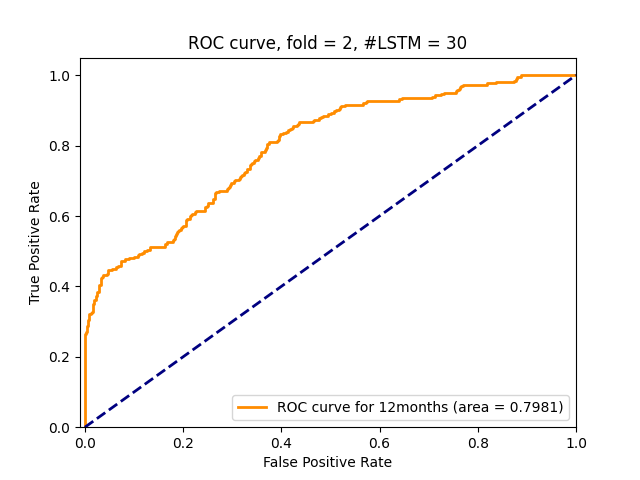 ROC curve, fold = 2, #LSTM = 30
True Positive Rate
1.0
0.8
0.6
0.4
0.2
0.0
ROC curve for 12months (area = 0.7981)
0.0 0.2 0.4 0.6 0.8 1.0
False Positive Rate